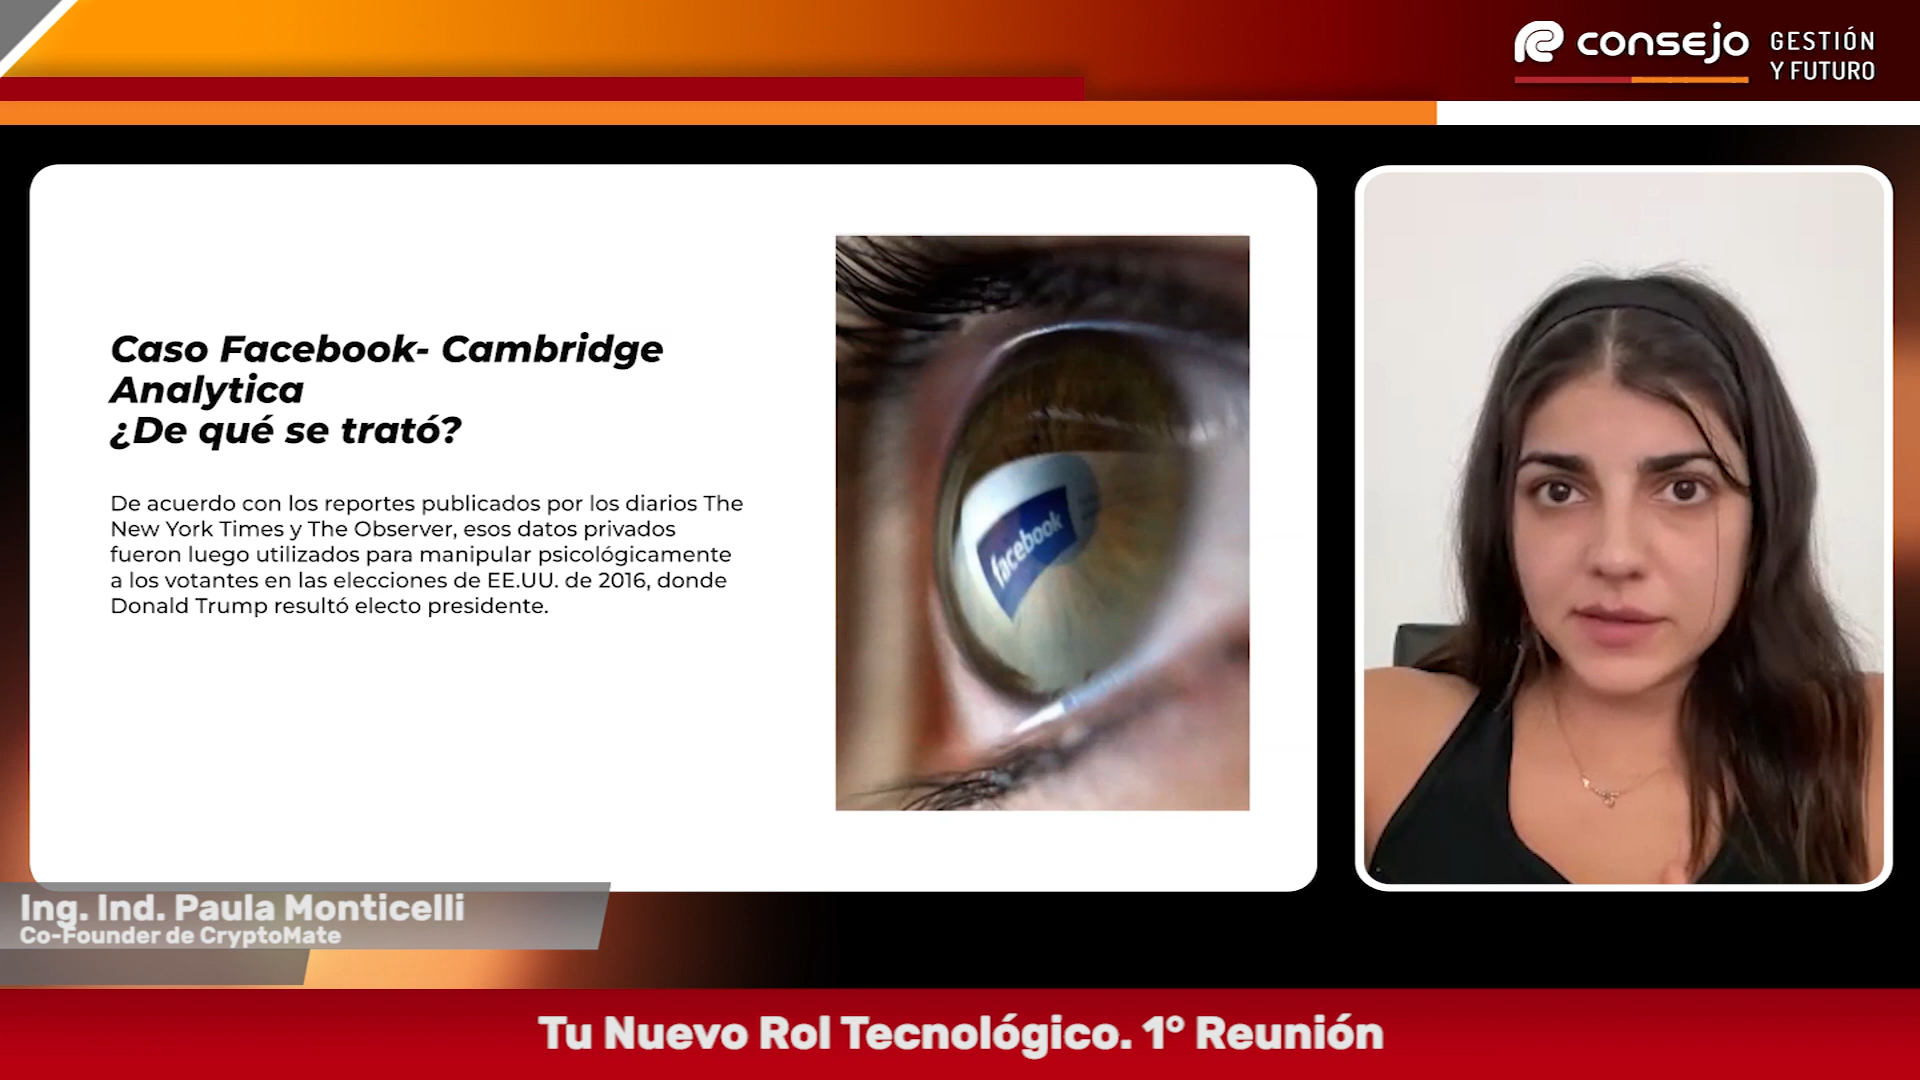 consejo
GESTIÓN
Y FUTURO
Caso Facebook- Cambridge
Analytica
¿De qué se trató?
De acuerdo con los reportes publicados por los diarios The
New York Times y The Observer, esos datos privados
fueron luego utilizados para manipular psicológicamente
a los votantes en las elecciones de EE.UU. de 2016, donde
Donald Trump resultó electo presidente.
facebook
Ing. Ind. Paula Monticelli
Co-Founder de CryptoMate
Tu Nuevo Rol Tecnológico. 1° Reunión